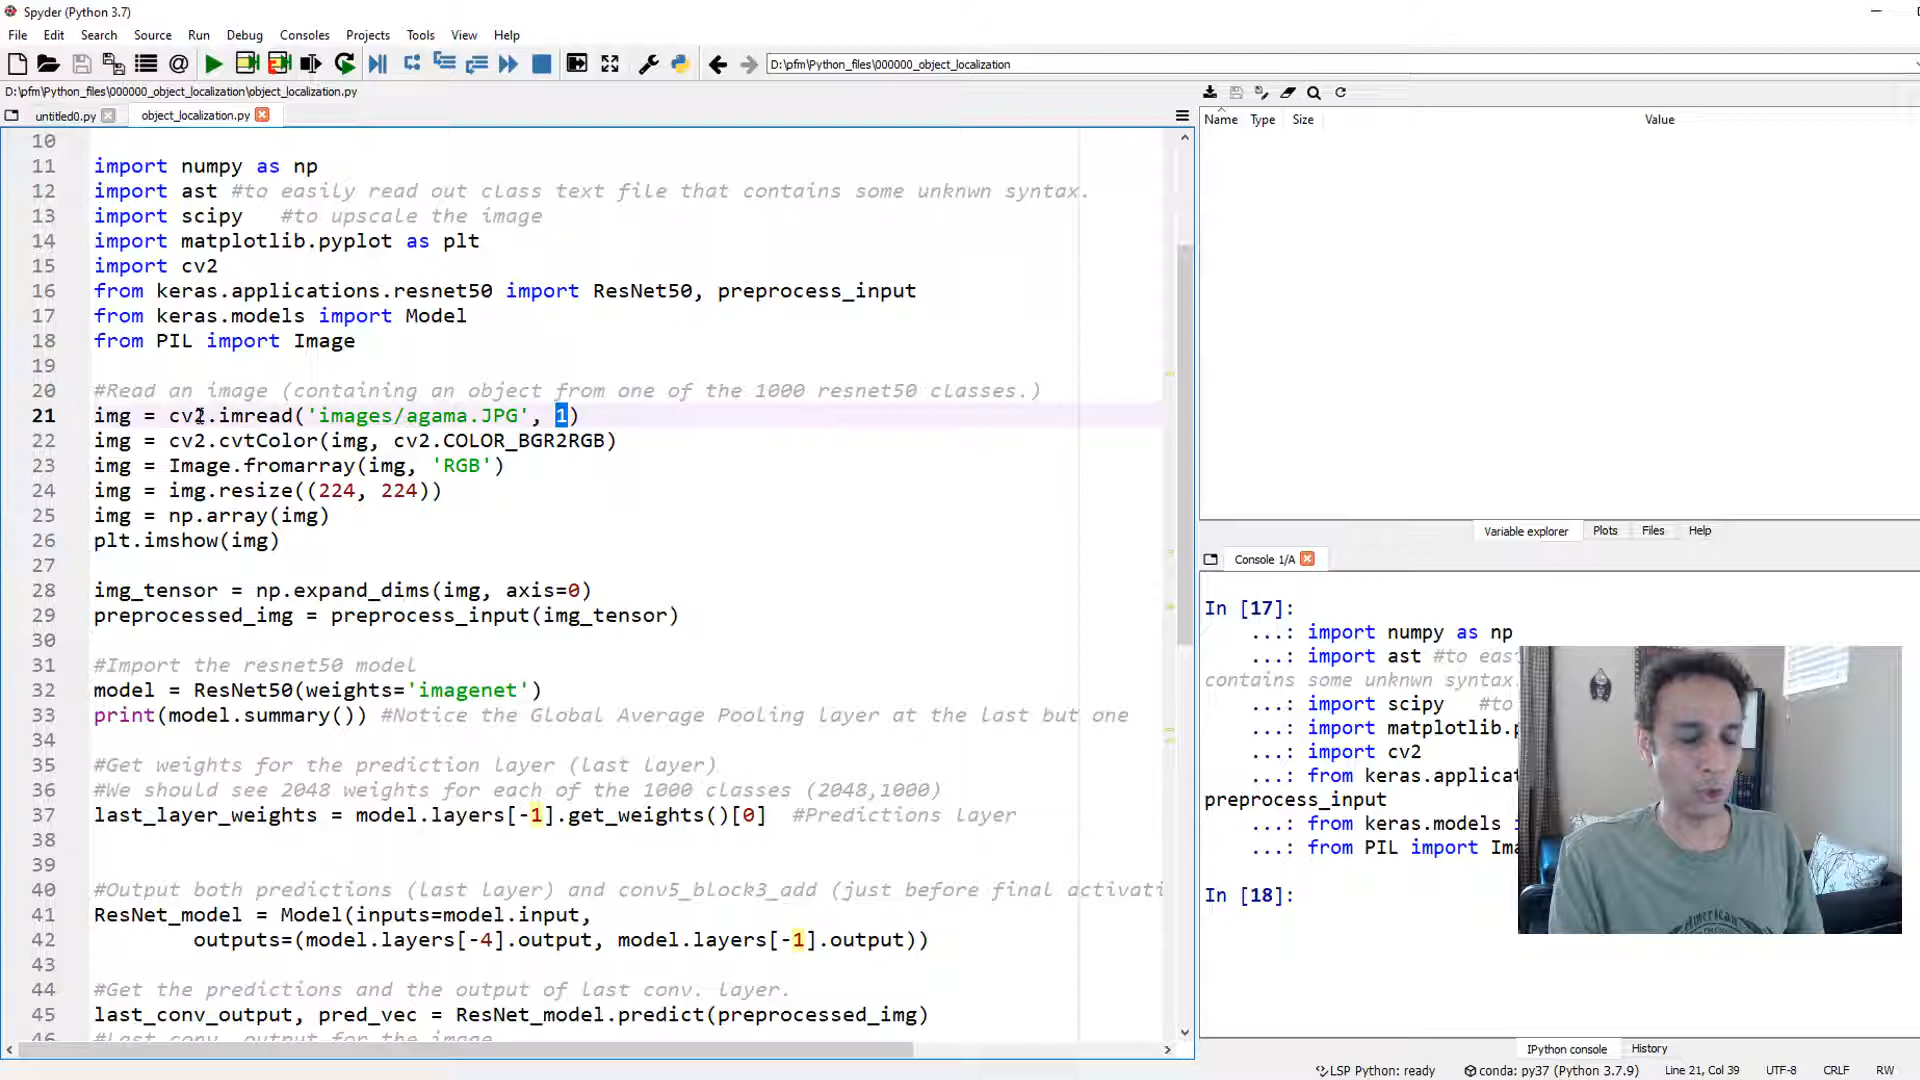 Spyder (Python 3.7)
File Edit Search Source Run Debug Consoles Projects Tools View Help
D:\pfm\Python_files\000000_object_localization
D:\pfm\Python_files\000000_object_localization\object_localization.py
untitled0.py object_localization.py
10
11 import numpy as np
12 import ast #to easily read out class text file that contains some unknwn syntax.
13 import scipy #to upscale the image
14 import matplotlib.pyplot as plt
15 import cv2
16 from keras.applications.resnet50 import ResNet50, preprocess_input
17 from keras.models import Model
18 from PIL import Image
19
20 #Read an image (containing an object from one of the 1000 resnet50 classes.)
21 img = cv2.imread('images/agama.JPG', 1)
22 img = cv2.cvtColor(img, cv2.COLOR_BGR2RGB)
23 img = Image.fromarray(img, 'RGB')
24 img = img.resize((224, 224))
25 img = np.array(img)
26 plt.imshow(img)
27
28 img_tensor = np.expand_dims(img, axis=0)
29 preprocessed_img = preprocess_input(img_tensor)
30
31 #Import the resnet50 model
32 model = ResNet50(weights='imagenet')
33 print(model.summary()) #Notice the Global Average Pooling layer at the last but one
34
35 #Get weights for the prediction layer (last layer)
36 #We should see 2048 weights for each of the 1000 classes (2048,1000)
37 last_layer_weights = model.layers[-1].get_weights()[0] #Predictions layer
38
39
40 #Output both predictions (last layer) and conv5_block3_add (just before final activati
41 ResNet_model = Model(inputs=model.input,
42 outputs=(model.layers[-4].output, model.layers[-1].output))
43
44 #Get the predictions and the output of last conv. layer.
45 last_conv_output, pred_vec = ResNet_model.predict(preprocessed_img)
46 #Last conv. output for the image
Name Type Size Value
Variable explorer Plots Files Help
Console 1/A
In [17]:
...: import numpy as np
...: import ast #to eas
contains some unknwn syntax.
...: import scipy #to
...: import matplotlib.p
...: import cv2
...: from keras.applicat
preprocess_input
...: from keras.models i
...: from PIL import Ima
In [18]:
IPython console History
LSP Python: ready conda: py37 (Python 3.7.9) Line 21, Col 39 UTF-8 CRLF RW